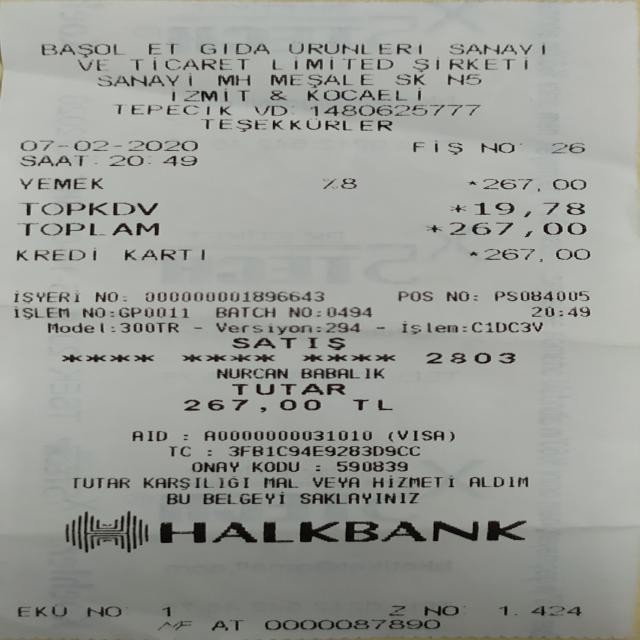 BAŞOL ET GIDA ÜRÜNLERİ SANAYİ
VE TİCARET LİMİTED ŞİRKETİ
SANAYİ MH MEŞALE SK N5
İZMİT & KOCAELİ
TEPECİK VD 1480625777
TEŞEKKÜRLER
07-02-2020 FİŞ NO: 26
SAAT: 20:49
YEMEK %8 *267,00
TOPKDV *19,78
TOPLAM *267,00
KREDİ KARTI *267,00
İŞYERİ NO: 000000001896643 POS NO: PS084005
İŞLEM NO:GP0011 BATCH NO:0494 20:49
Model:300TR - Versiyon:294 - İşlem:C1DC3V
SATIŞ
**** **** **** 2803
NURCAN BABALIK
TUTAR
267,00 TL
AID : A0000000031010 (VISA)
TC : 3FB1C94E9283D9CC
ONAY KODU : 590839
TUTAR KARŞILIĞI MAL VEYA HİZMETİ ALDIM
BU BELGEYİ SAKLAYINIZ
HALKBANK
EKÜ NO: 1 Z NO: 1.424
MF AT 0000087890